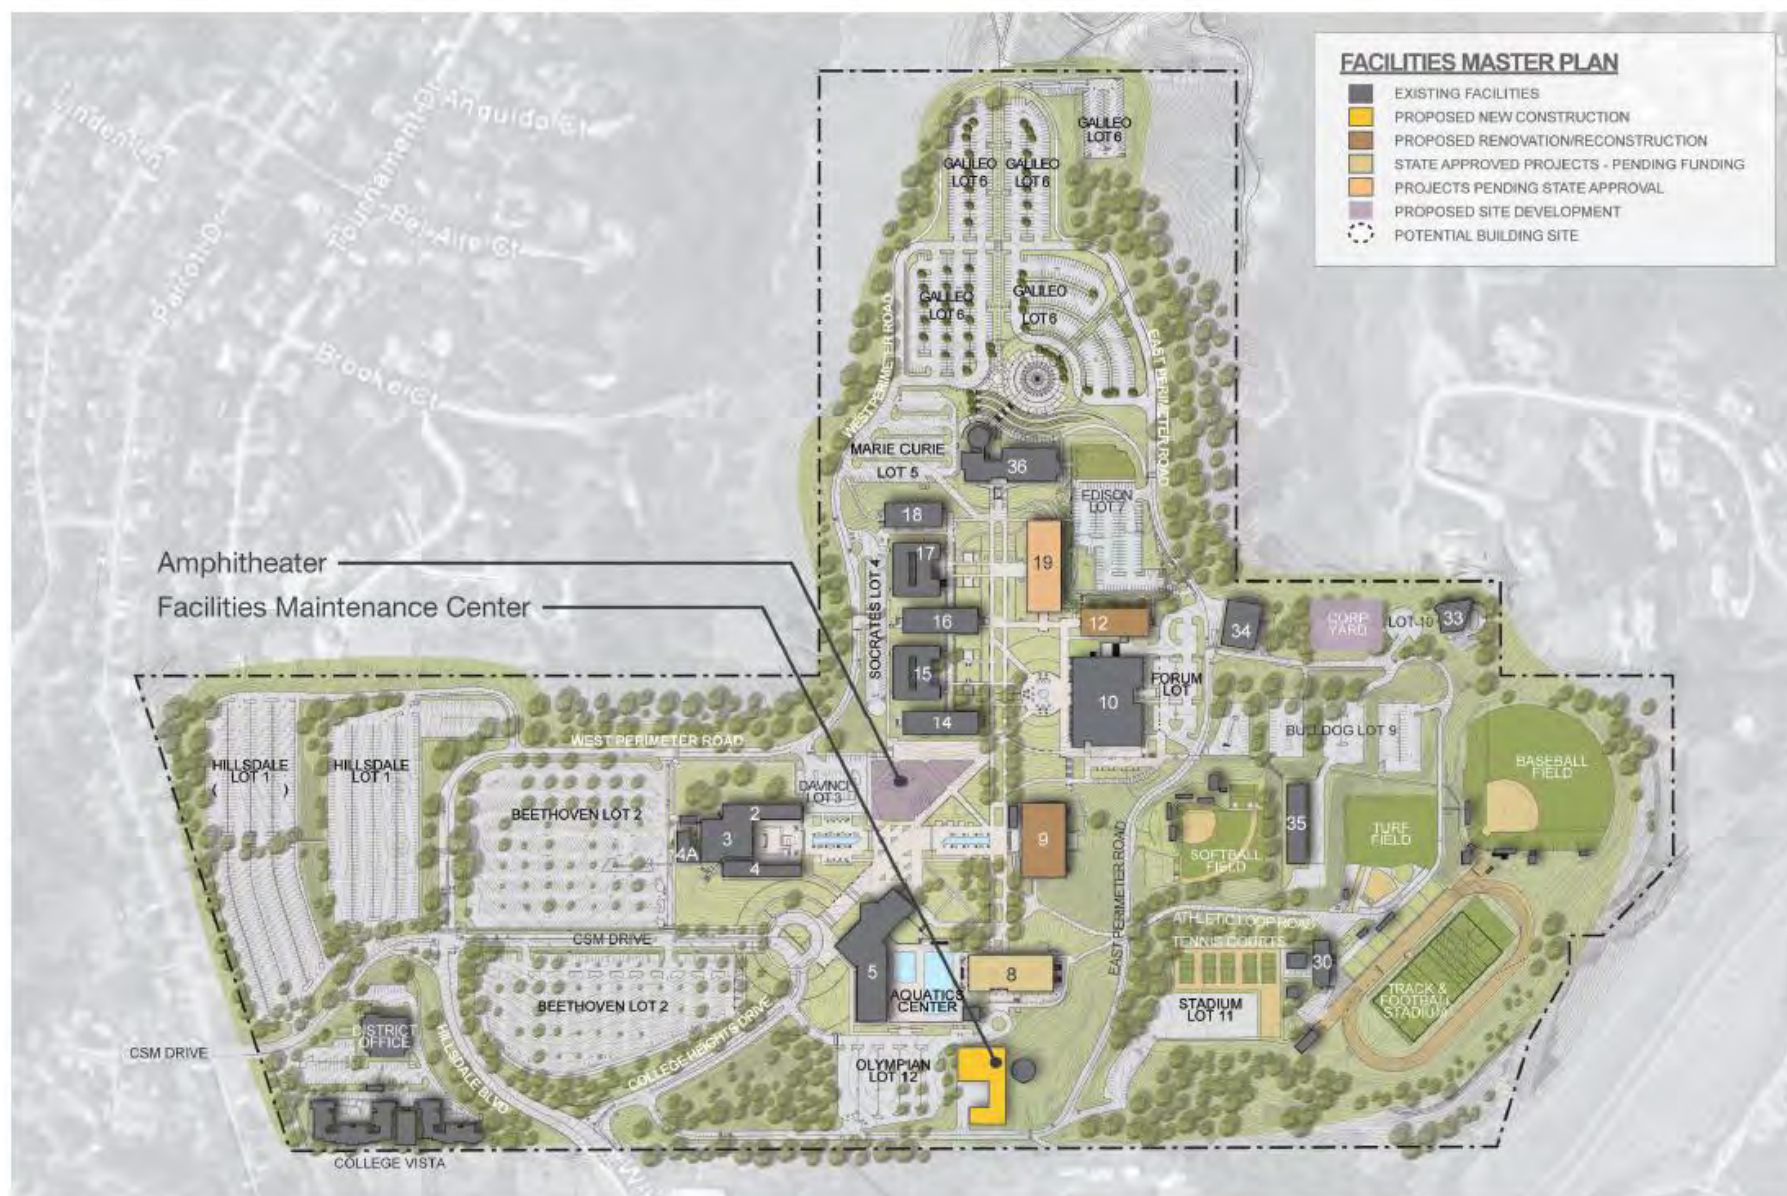 FACILITIES MASTER PLAN
EXISTING FACILITIES
PROPOSED NEW CONSTRUCTION
PROPOSED RENOVATION/RECONSTRUCTION
STATE APPROVED PROJECTS - PENDING FUNDING
PROJECTS PENDING STATE APPROVAL
PROPOSED SITE DEVELOPMENT
POTENTIAL BUILDING SITE
Linden Ln
Parrott Dr
Tournament Dr
Anguido Ct
Bel-Aire Ct
Brooke Ct
GALILEO
LOT 6
GALILEO
LOT 6
GALILEO
LOT 6
GALILEO
LOT 6
GALILEO
LOT 6
WEST PERIMETER ROAD
EAST PERIMETER ROAD
MARIE CURIE
LOT 5
36
EDISON
LOT 7
18
17
19
16
12
15
14
10
SOCRATES LOT 4
FORUM
LOT
34
CORP
YARD
LOT 10
33
Amphitheater
Facilities Maintenance Center
WEST PERIMETER ROAD
HILLSDALE
LOT 1
( )
HILLSDALE
LOT 1
BEETHOVEN LOT 2
DAVINCI
LOT 3
2
3
4A
4
9
BULLDOG LOT 9
BASEBALL
FIELD
35
TURF
FIELD
SOFTBALL
FIELD
EAST PERIMETER ROAD
ATHLETIC LOOP ROAD
TENNIS COURTS
30
STADIUM
LOT 11
TRACK &
FOOTBALL
STADIUM
CSM DRIVE
BEETHOVEN LOT 2
5
8
AQUATICS
CENTER
OLYMPIAN
LOT 12
COLLEGE HEIGHTS DRIVE
HILLSDALE BLVD
DISTRICT
OFFICE
CSM DRIVE
COLLEGE VISTA